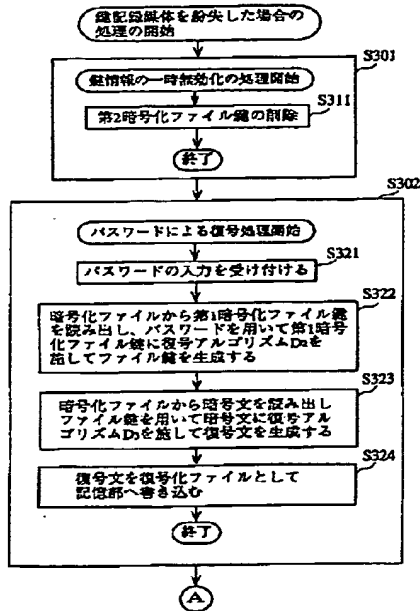 鍵記録媒体を紛失した場合の
処理の開始
S301
鍵情報の一時無効化の処理開始
S311
第2暗号化ファイル鍵の削除
終了
S302
パスワードによる復号処理開始
S321
パスワードの入力を受け付ける
S322
暗号化ファイルから第1暗号化ファイル鍵
を読み出し、パスワードを用いて第1暗号
化ファイル鍵に復号アルゴリズムD2を
施してファイル鍵を生成する
S323
暗号化ファイルから暗号文を読み出し
ファイル鍵を用いて暗号文に復号アル
ゴリズムD3を施して復号文を生成する
S324
復号文を復号化ファイルとして
記憶部へ書き込む
終了
A